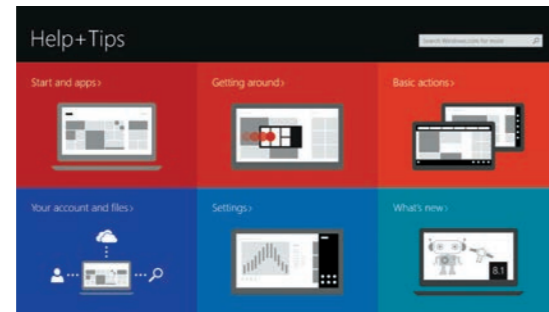 Help+Tips
Search Windows.com for more!
Start and apps>
Getting around>
Basic actions>
Your account and files>
Settings>
What's new>
8.1